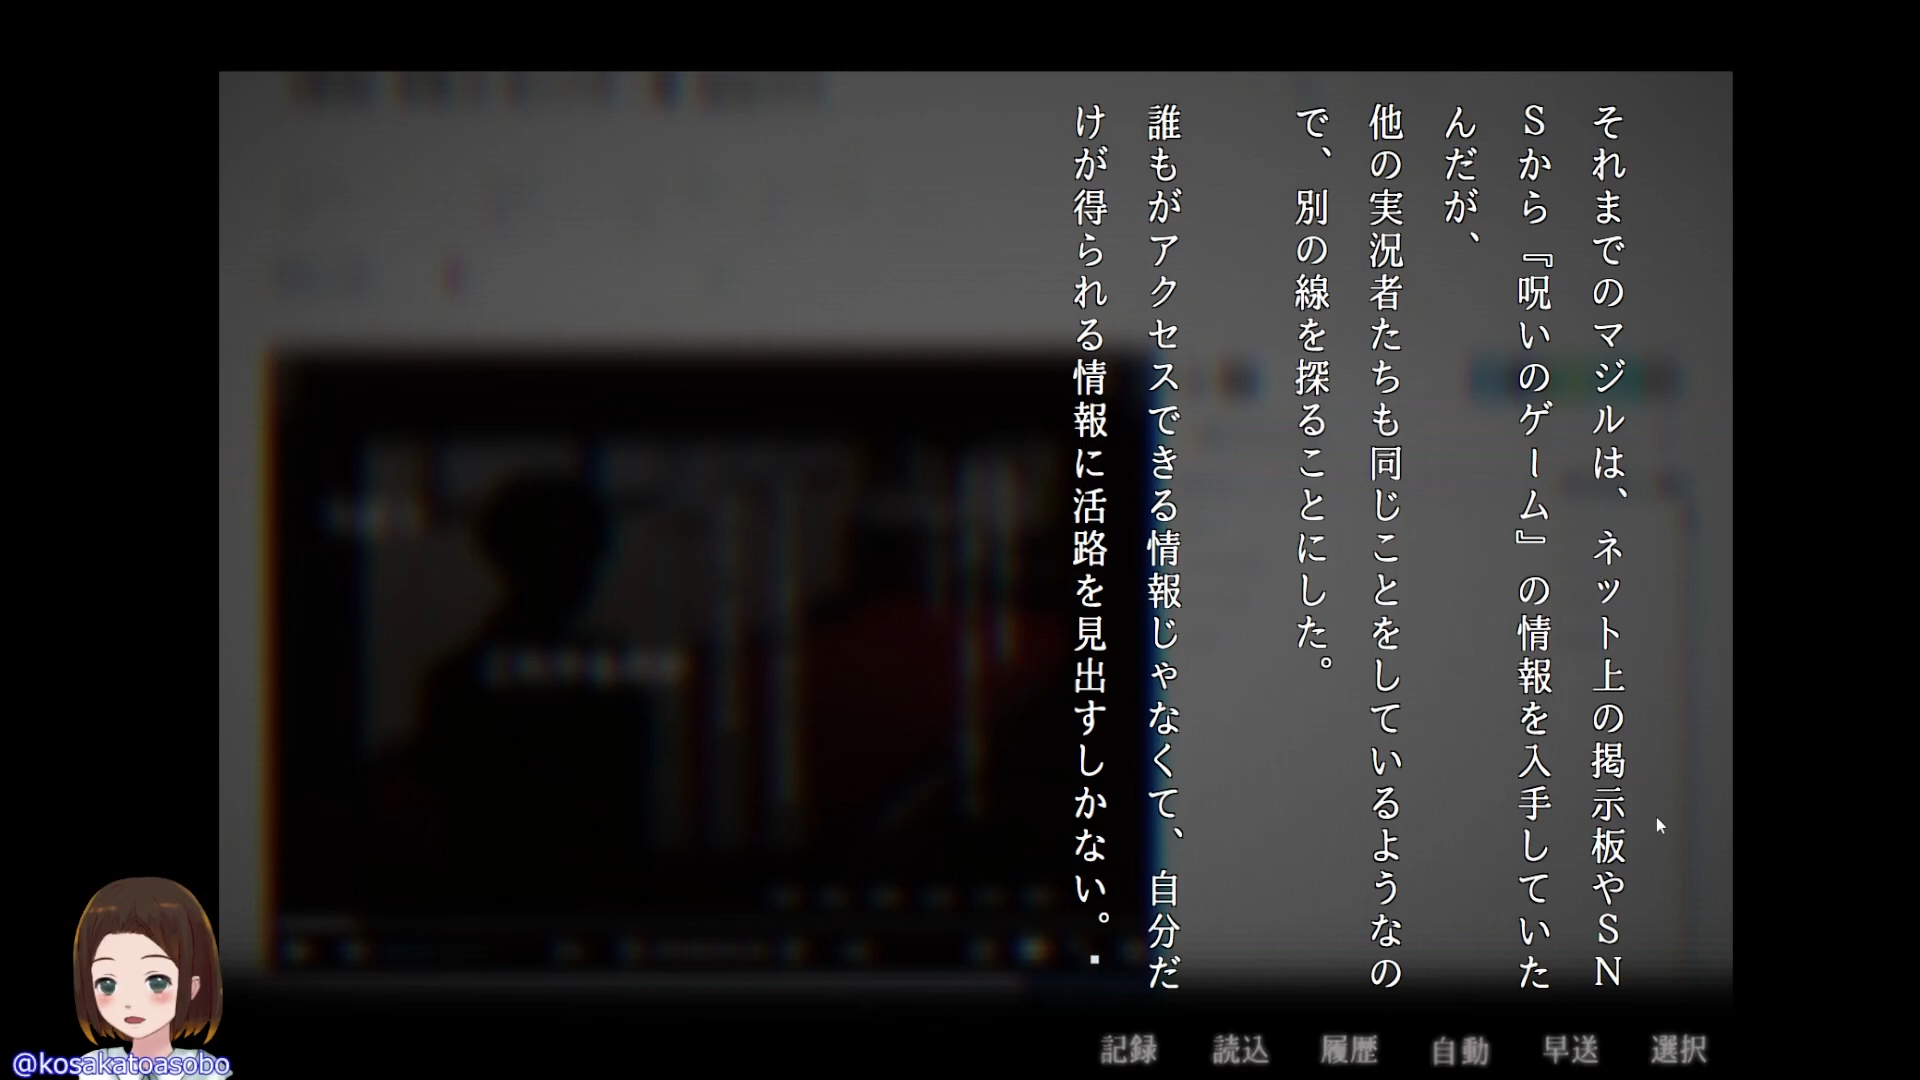 それまでのマジルは、ネット上の掲示板やSN
Sから『呪いのゲーム』の情報を入手していた
んだが、
他の実況者たちも同じことをしているようなの
で、別の線を探ることにした。
誰もがアクセスできる情報じゃなくて、自分だ
けが得られる情報に活路を見出すしかない。
記録 読込 履歴 自動 早送 選択
@kosakatoasobo